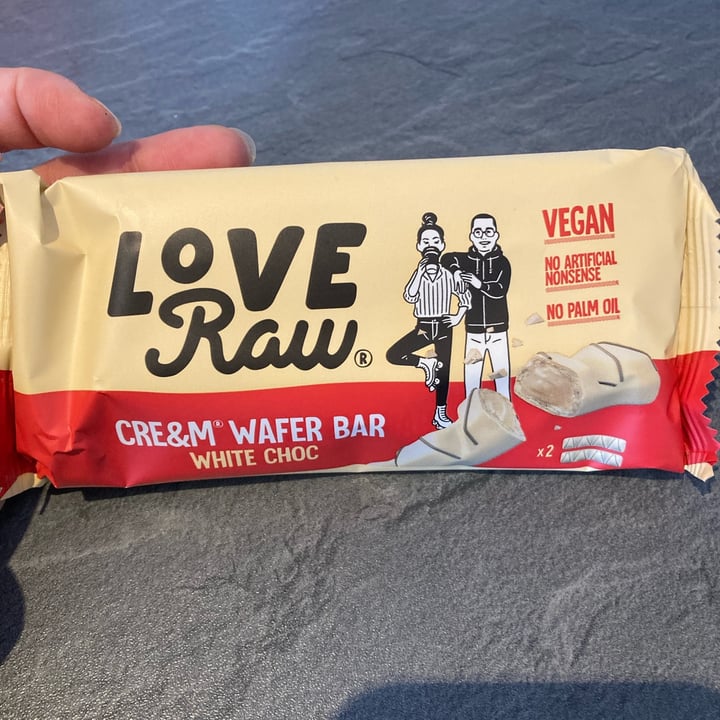 LOVE
Raw®
CRE&M® WAFER BAR
WHITE CHOC
VEGAN
NO ARTIFICIAL
NONSENSE
NO PALM OIL
x2